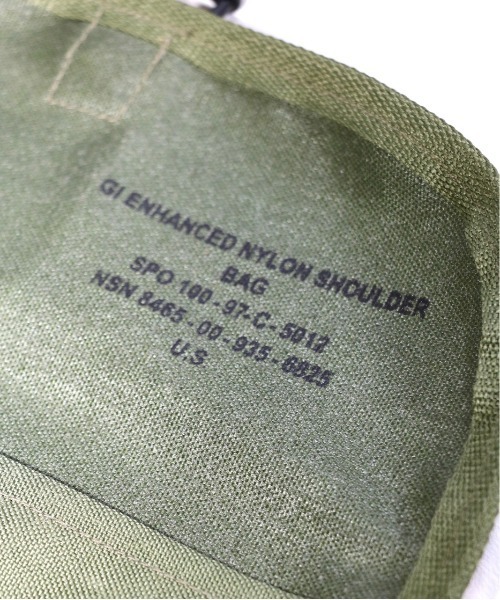 GI ENHANCED NYLON SHOULDER
BAG
SPO 100-97-C-5012
NSN 8465-00-935-6825
U.S